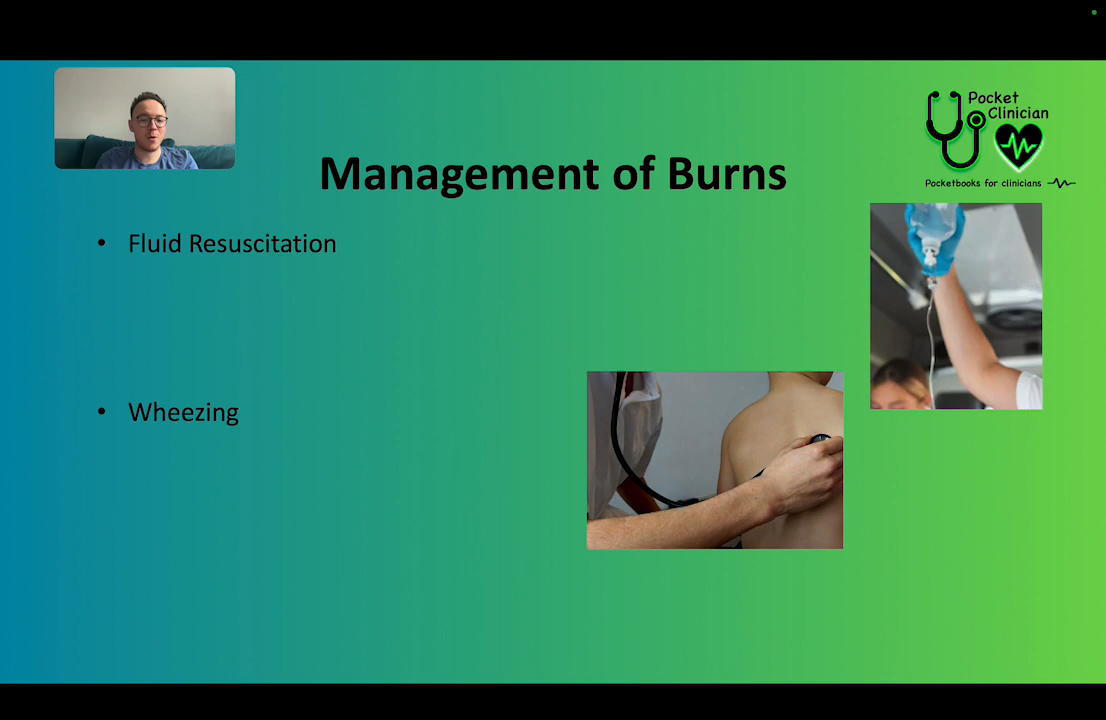 Pocket
Clinician
Pocketbooks for clinicians
Management of Burns
• Fluid Resuscitation
• Wheezing